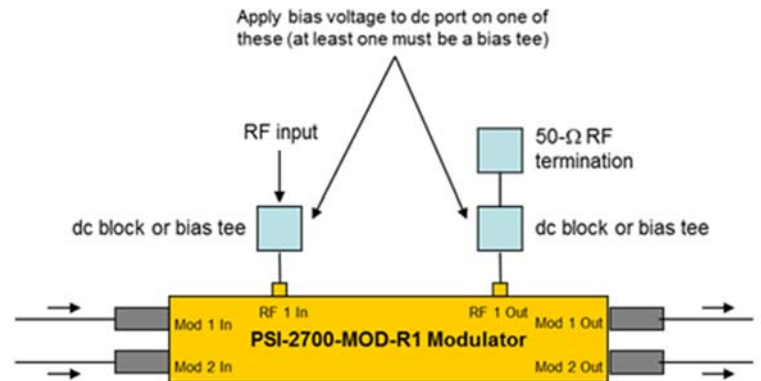 Apply bias voltage to dc port on one of
these (at least one must be a bias tee)
RF input
50-Ω RF
termination
dc block or bias tee
dc block or bias tee
RF 1 In
RF 1 Out
Mod 1 In
Mod 1 Out
PSI-2700-MOD-R1 Modulator
Mod 2 In
Mod 2 Out